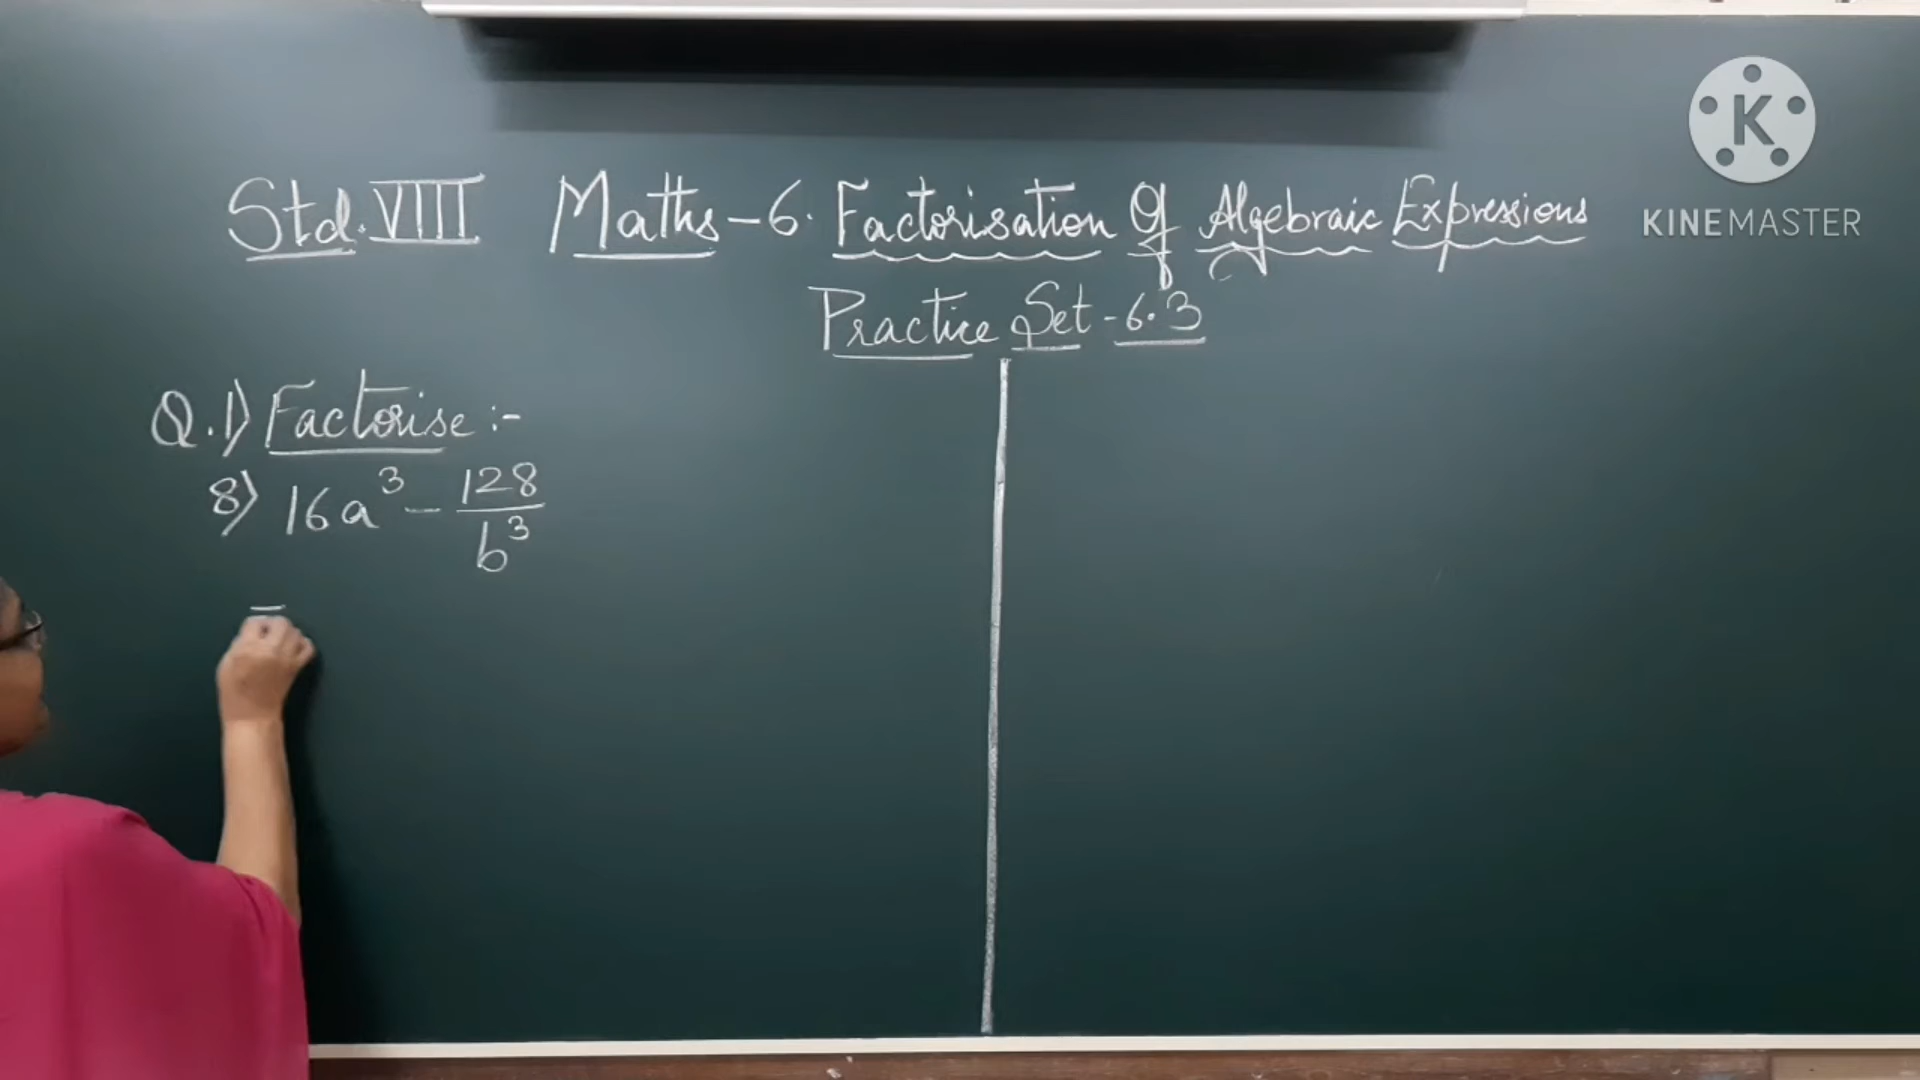 K
KINEMASTER
Std. VIII Maths - 6. Factorisation Of Algebraic Expressions
Practice Set - 6.3
Q.1) Factorise :-
8) 16a³ - 128/b³